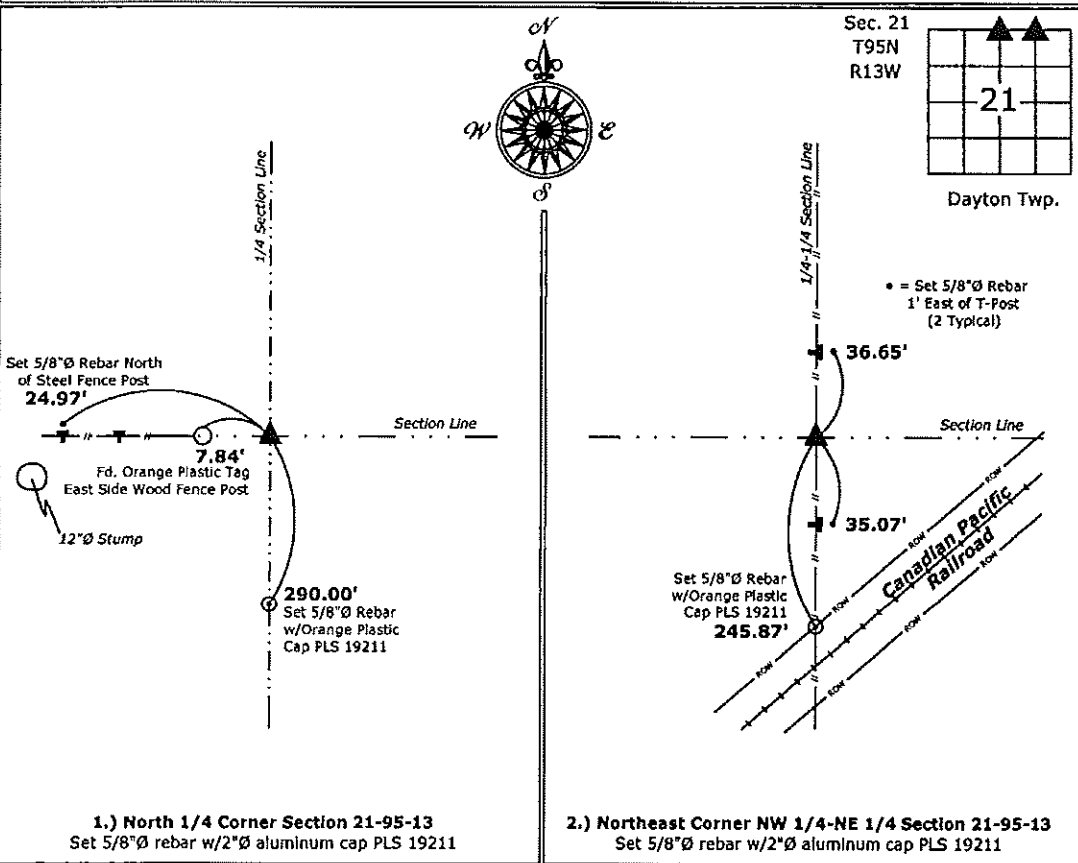 N
W
E
S
Sec. 21
T95N
R13W
21
Dayton Twp.
1/4 Section Line
Set 5/8"Ø Rebar North
of Steel Fence Post
24.97'
Section Line
7.84'
Fd. Orange Plastic Tag
East Side Wood Fence Post
12"Ø Stump
290.00'
Set 5/8"Ø Rebar
w/Orange Plastic
Cap PLS 19211
1.) North 1/4 Corner Section 21-95-13
Set 5/8"Ø rebar w/2"Ø aluminum cap PLS 19211
1/4-1/4 Section Line
• = Set 5/8"Ø Rebar
1' East of T-Post
(2 Typical)
36.65'
Section Line
35.07'
Set 5/8"Ø Rebar
w/Orange Plastic
Cap PLS 19211
245.87'
ROW
ROW
Canadian Pacific
Railroad
ROW
ROW
ROW
ROW
2.) Northeast Corner NW 1/4-NE 1/4 Section 21-95-13
Set 5/8"Ø rebar w/2"Ø aluminum cap PLS 19211